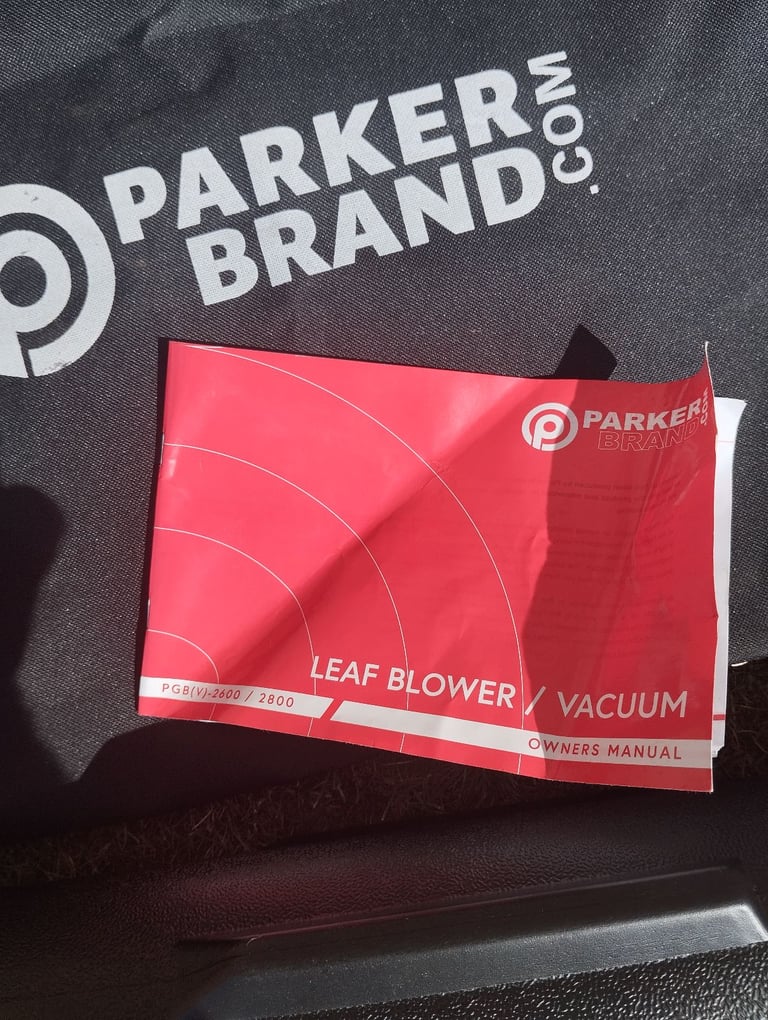 PARKER
BRAND
.COM
PARKER
BRAND
.COM
LEAF BLOWER / VACUUM
PGB(V)-2600 / 2800
OWNERS MANUAL